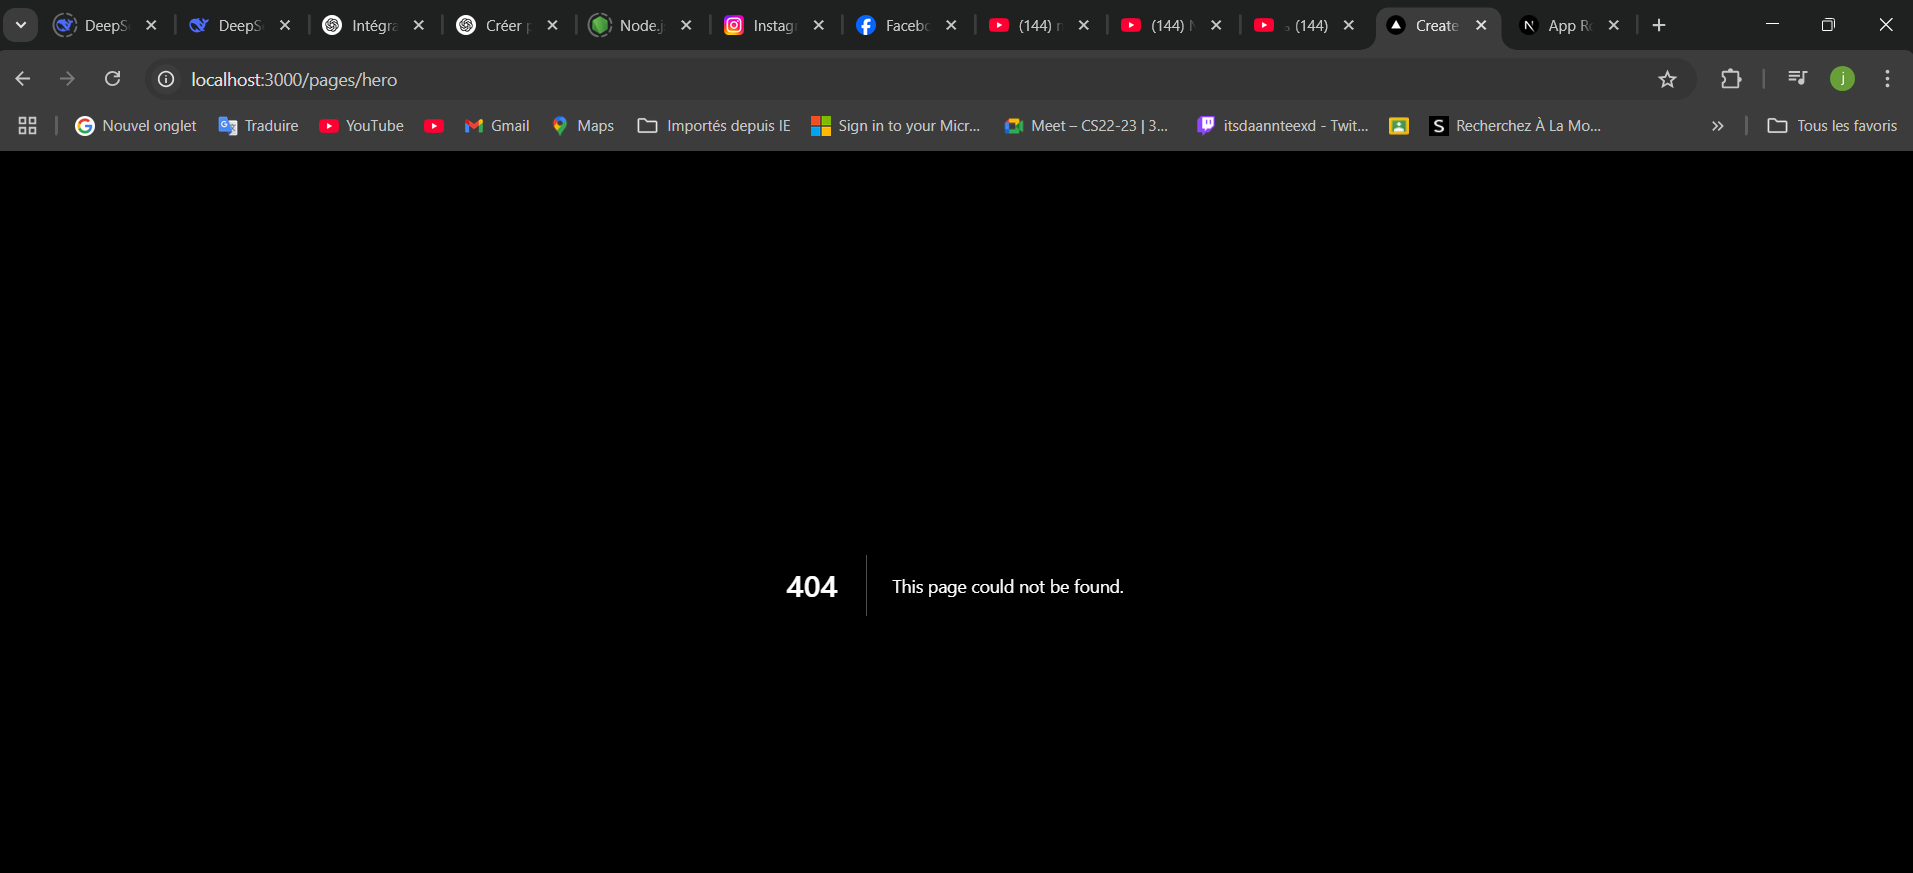 DeepS
DeepS
Intégra
Créer p
Node.j
Instag
Facebo
(144) n
(144) N
(144)
Create
App Ro
localhost:3000/pages/hero
j
Nouvel onglet
Traduire
YouTube
Gmail
Maps
Importés depuis IE
Sign in to your Micr...
Meet – CS22-23 | 3...
itsdaannteexd - Twit...
Recherchez À La Mo...
Tous les favoris
404
This page could not be found.